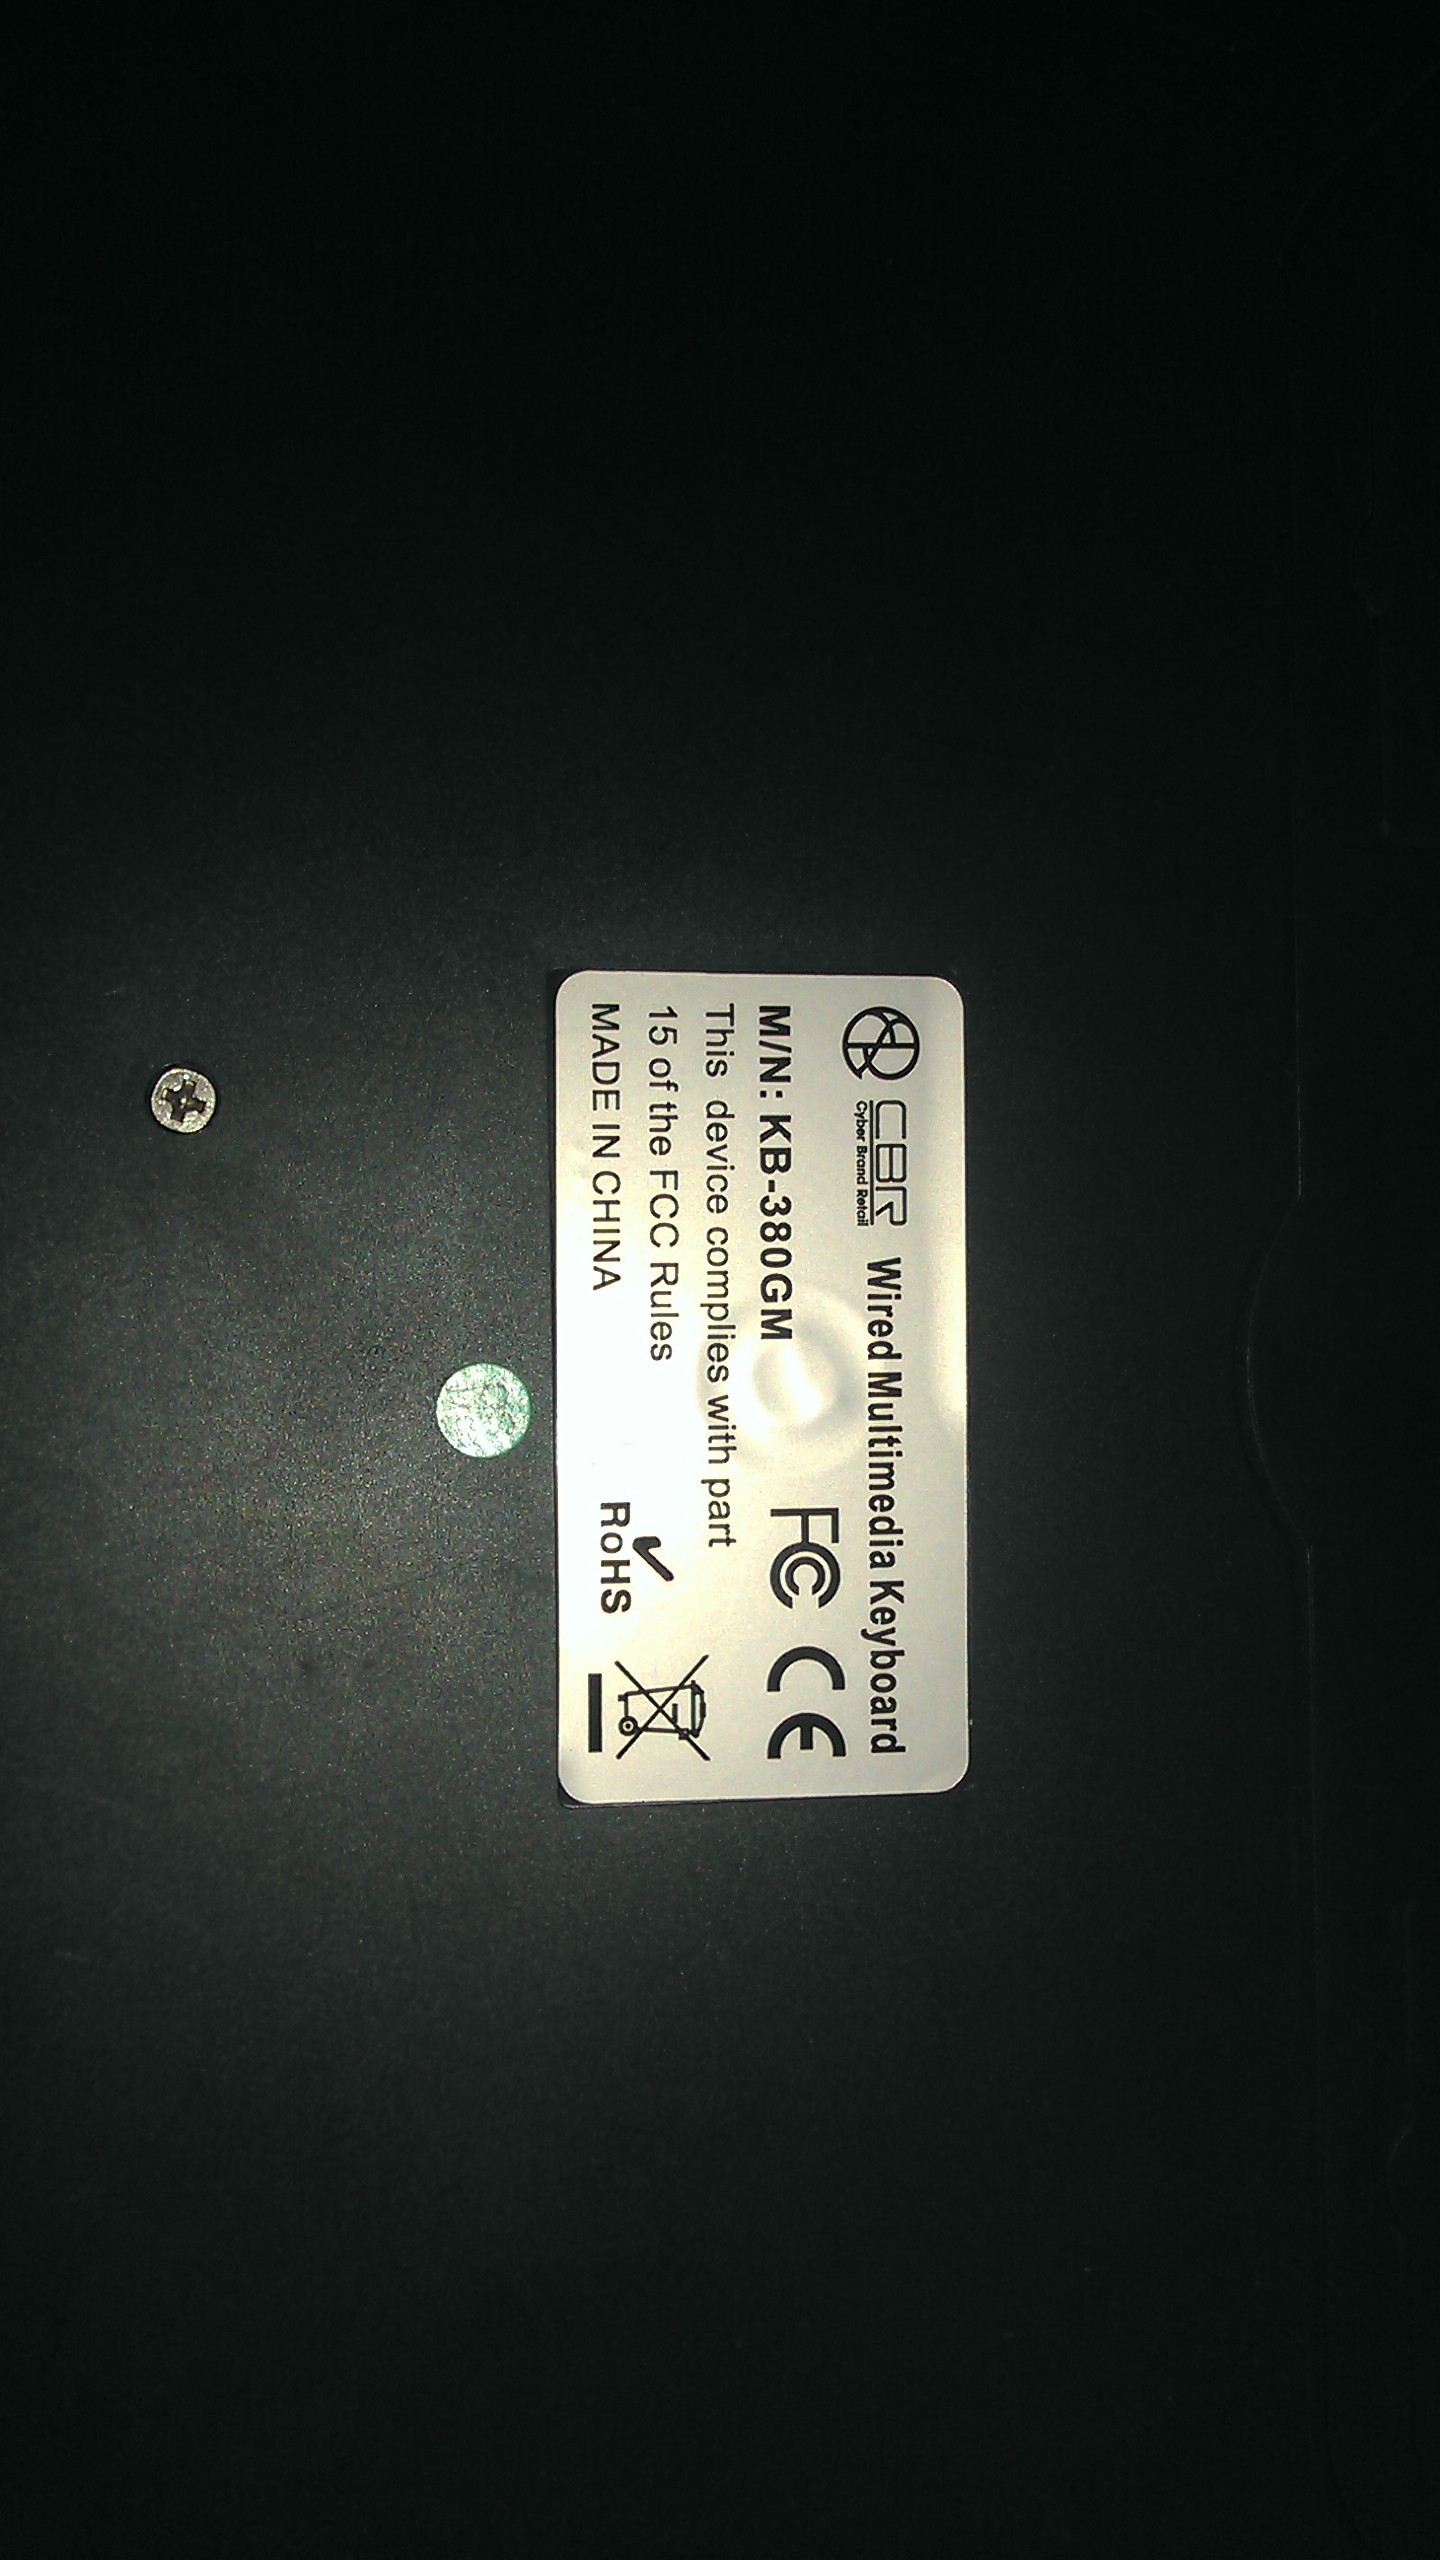 CBR Wired Multimedia Keyboard
Cyber Brand Retail
M/N: KB-380GM
FC CE
This device complies with part
15 of the FCC Rules
MADE IN CHINA
RoHS